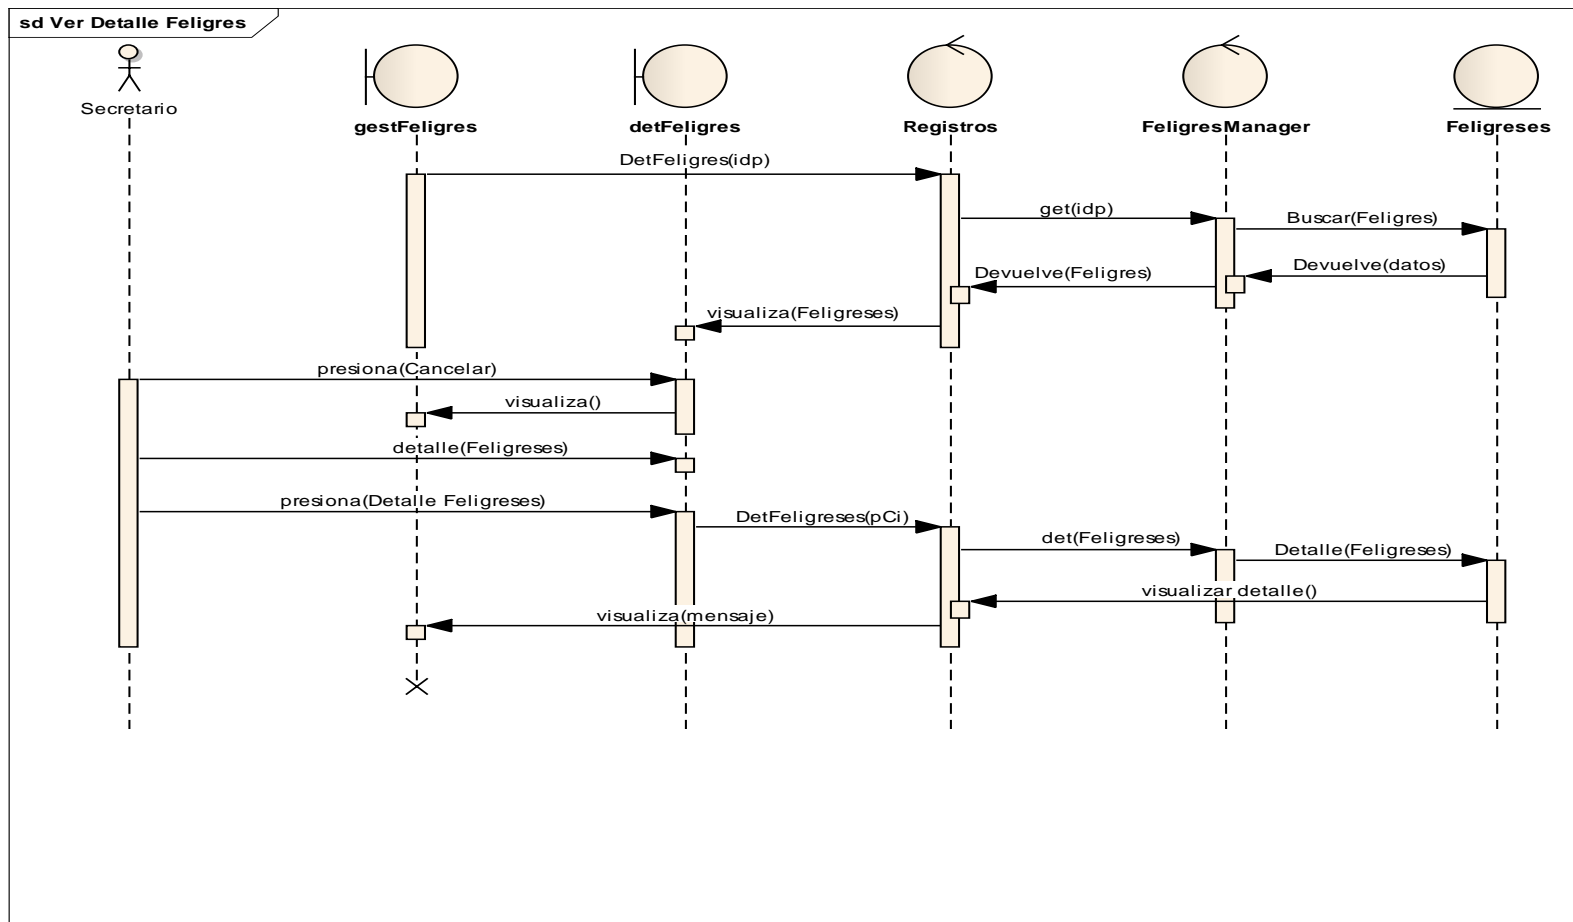 sd Ver Detalle Feligres
Secretario
gestFeligres
detFeligres
Registros
FeligresManager
Feligreses
DetFeligres(idp)
get(idp)
Buscar(Feligres)
Devuelve(datos)
Devuelve(Feligres)
visualiza(Feligreses)
presiona(Cancelar)
visualiza()
detalle(Feligreses)
presiona(Detalle Feligreses)
DetFeligreses(pCi)
det(Feligreses)
Detalle(Feligreses)
visualizar detalle()
visualiza(mensaje)